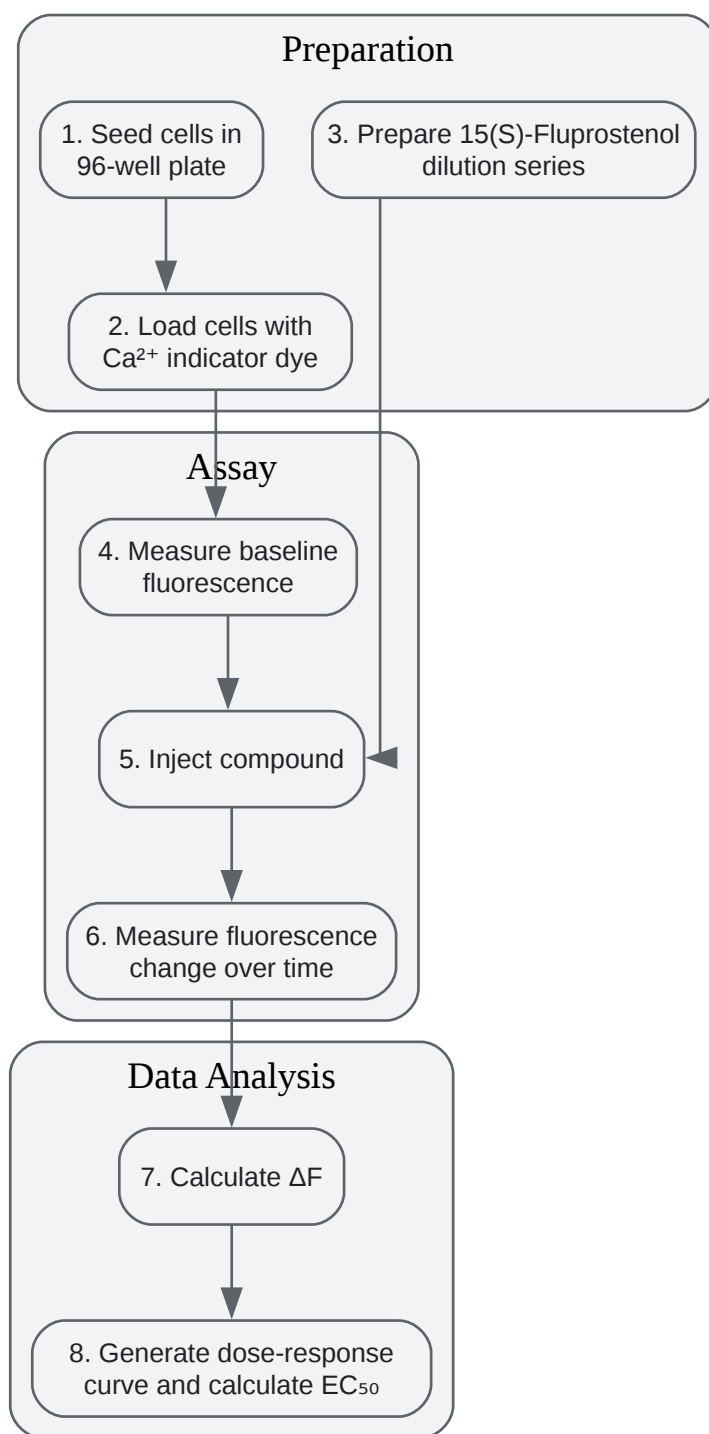 Preparation
1. Seed cells in
96-well plate
3. Prepare 15(S)-Fluprostenol
dilution series
2. Load cells with
Ca²⁺ indicator dye
Assay
4. Measure baseline
fluorescence
5. Inject compound
6. Measure fluorescence
change over time
Data Analysis
7. Calculate ΔF
8. Generate dose-response
curve and calculate EC₅₀